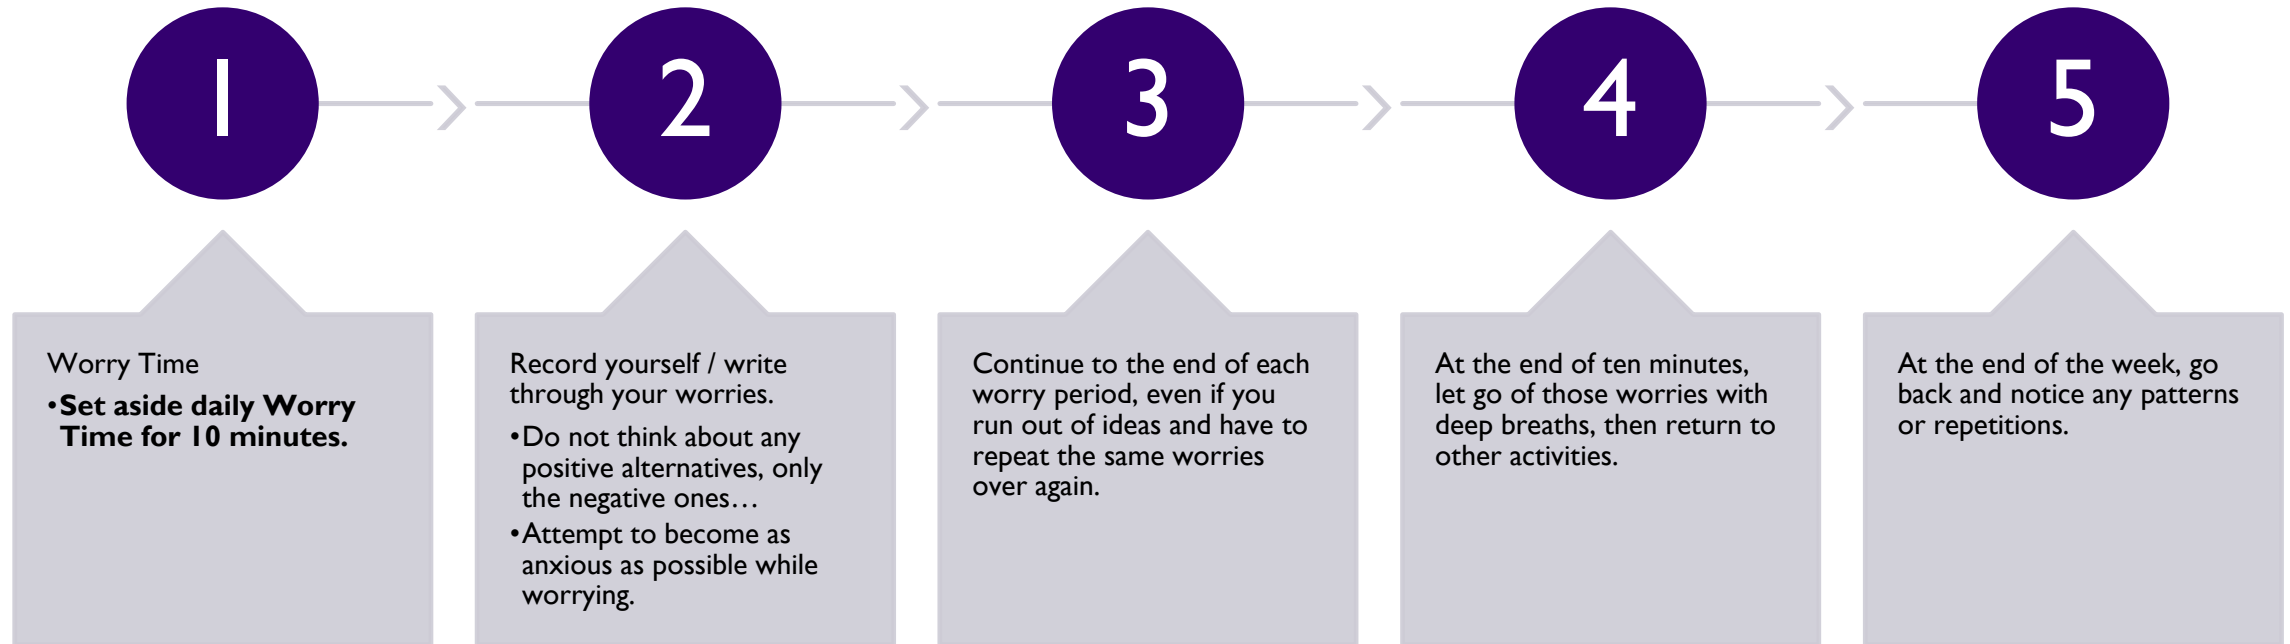 1
2
3
4
5
Worry Time
•Set aside daily Worry
Time for 10 minutes.
Record yourself / write
through your worries.
•Do not think about any
positive alternatives, only
the negative ones…
•Attempt to become as
anxious as possible while
worrying.
Continue to the end of each
worry period, even if you
run out of ideas and have to
repeat the same worries
over again.
At the end of ten minutes,
let go of those worries with
deep breaths, then return to
other activities.
At the end of the week, go
back and notice any patterns
or repetitions.